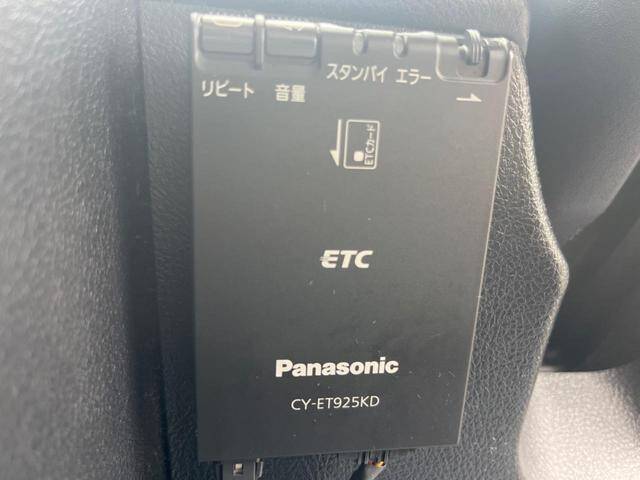 リピート 音量 スタンバイ エラー
ETCカード
ETC
Panasonic
CY-ET925KD